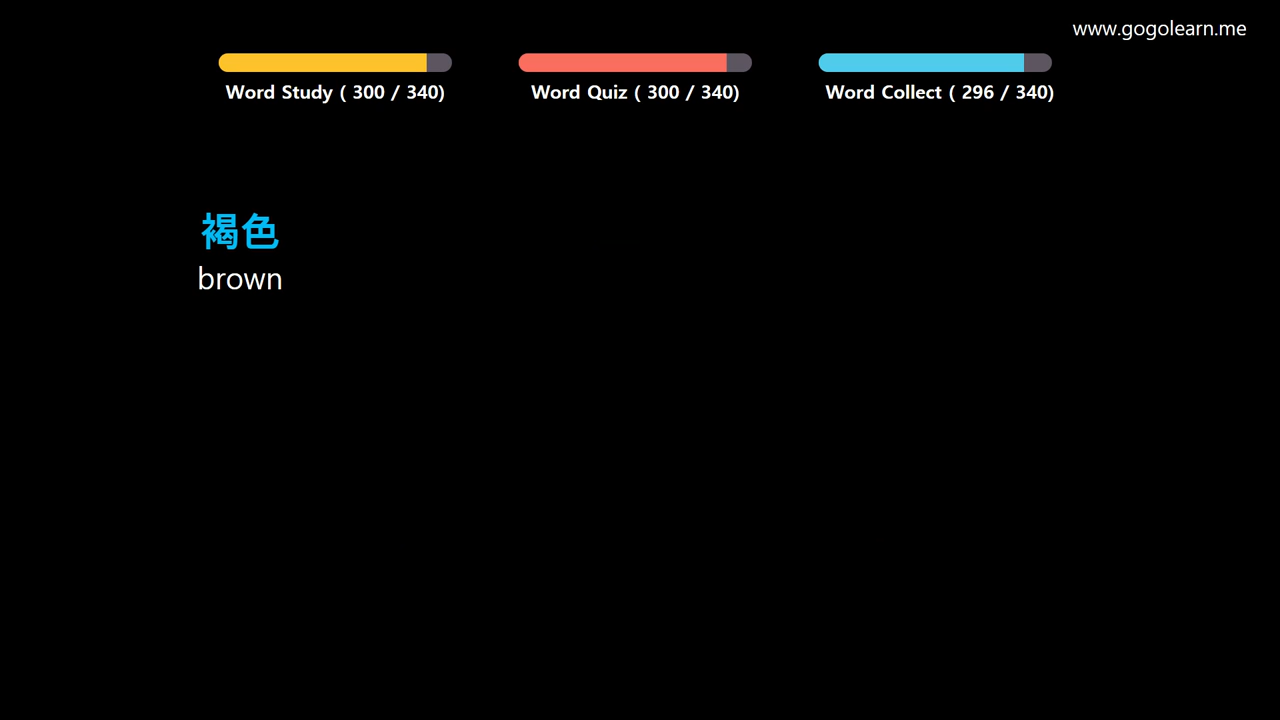 www.gogolearn.me
Word Study ( 300 / 340)
Word Quiz ( 300 / 340)
Word Collect ( 296 / 340)
褐色
brown